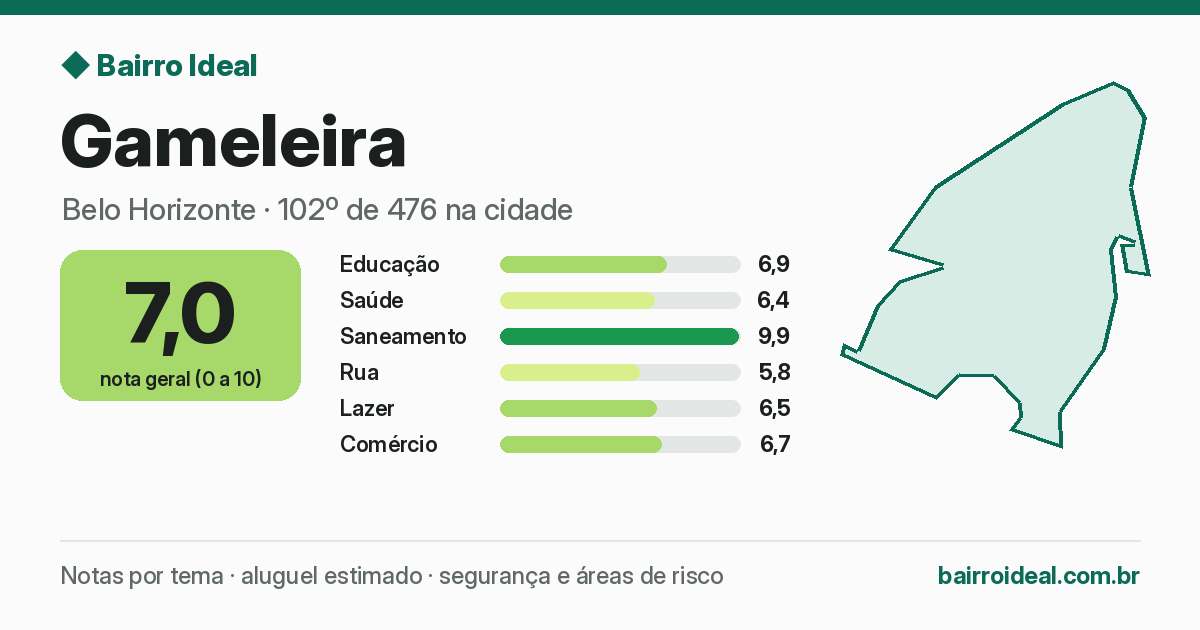 Bairro Ideal
Gameleira
Belo Horizonte · 102º de 476 na cidade
7,0
nota geral (0 a 10)
Educação 6,9
Saúde 6,4
Saneamento 9,9
Rua 5,8
Lazer 6,5
Comércio 6,7
Notas por tema · aluguel estimado · segurança e áreas de risco
bairroideal.com.br